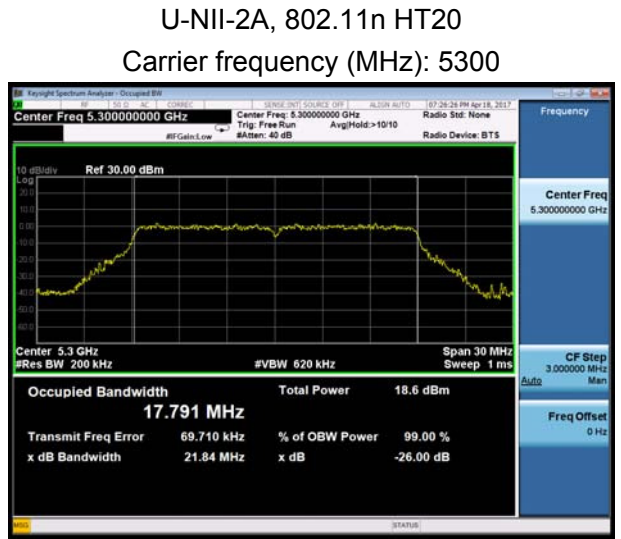 U-NII-2A, 802.11n HT20
Carrier frequency (MHz): 5300
Keysight Spectrum Analyzer - Occupied BW
RF 50 Ω AC CORREC SENSE:INT SOURCE OFF ALIGN AUTO 07:26:26 PM Apr 18, 2017
Center Freq 5.300000000 GHz
Center Freq: 5.300000000 GHz Radio Std: None
Trig: Free Run Avg|Hold:>10/10
#IFGain:Low #Atten: 40 dB Radio Device: BTS
Frequency
10 dB/div Ref 30.00 dBm
Log
20.0
10.0
0.00
-10.0
-20.0
-30.0
-40.0
-50.0
-60.0
Center 5.3 GHz Span 30 MHz
#Res BW 200 kHz #VBW 620 kHz Sweep 1 ms
Occupied Bandwidth Total Power 18.6 dBm
17.791 MHz
Transmit Freq Error 69.710 kHz % of OBW Power 99.00 %
x dB Bandwidth 21.84 MHz x dB -26.00 dB
Center Freq
5.300000000 GHz
CF Step
3.000000 MHz
Auto Man
Freq Offset
0 Hz
MSG STATUS